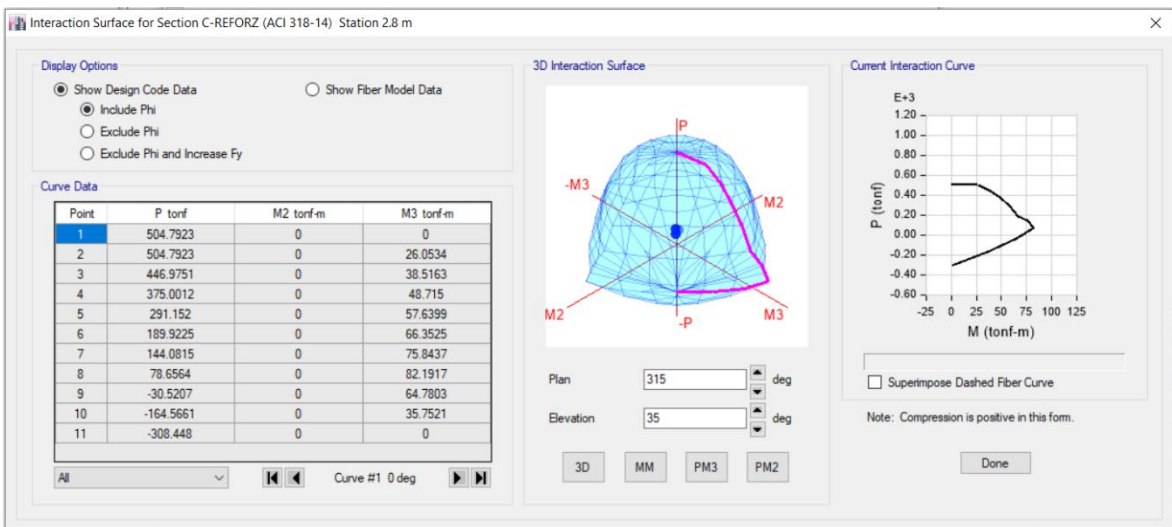 Interaction Surface for Section C-REFORZ (ACI 318-14) Station 2.8 m
Display Options
Show Design Code Data Show Fiber Model Data
Include Phi
Exclude Phi
Exclude Phi and Increase Fy
Curve Data
Point P tonf M2 tonf-m M3 tonf-m
1 504.7923 0 0
2 504.7923 0 26.0534
3 446.9751 0 38.5163
4 375.0012 0 48.715
5 291.152 0 57.6399
6 189.9225 0 66.3525
7 144.0815 0 75.8437
8 78.6564 0 82.1917
9 -30.5207 0 64.7803
10 -164.5661 0 35.7521
11 -308.448 0 0
All Curve #1 0 deg
3D Interaction Surface
P
-M3
M2
M2
M3
-P
Plan 315 deg
Elevation 35 deg
3D MM PM3 PM2
Current Interaction Curve
E+3
1.20
1.00
0.80
0.60
0.40
0.20
0.00
-0.20
-0.40
-0.60
P (tonf)
-25 0 25 50 75 100 125
M (tonf-m)
Superimpose Dashed Fiber Curve
Note: Compression is positive in this form.
Done